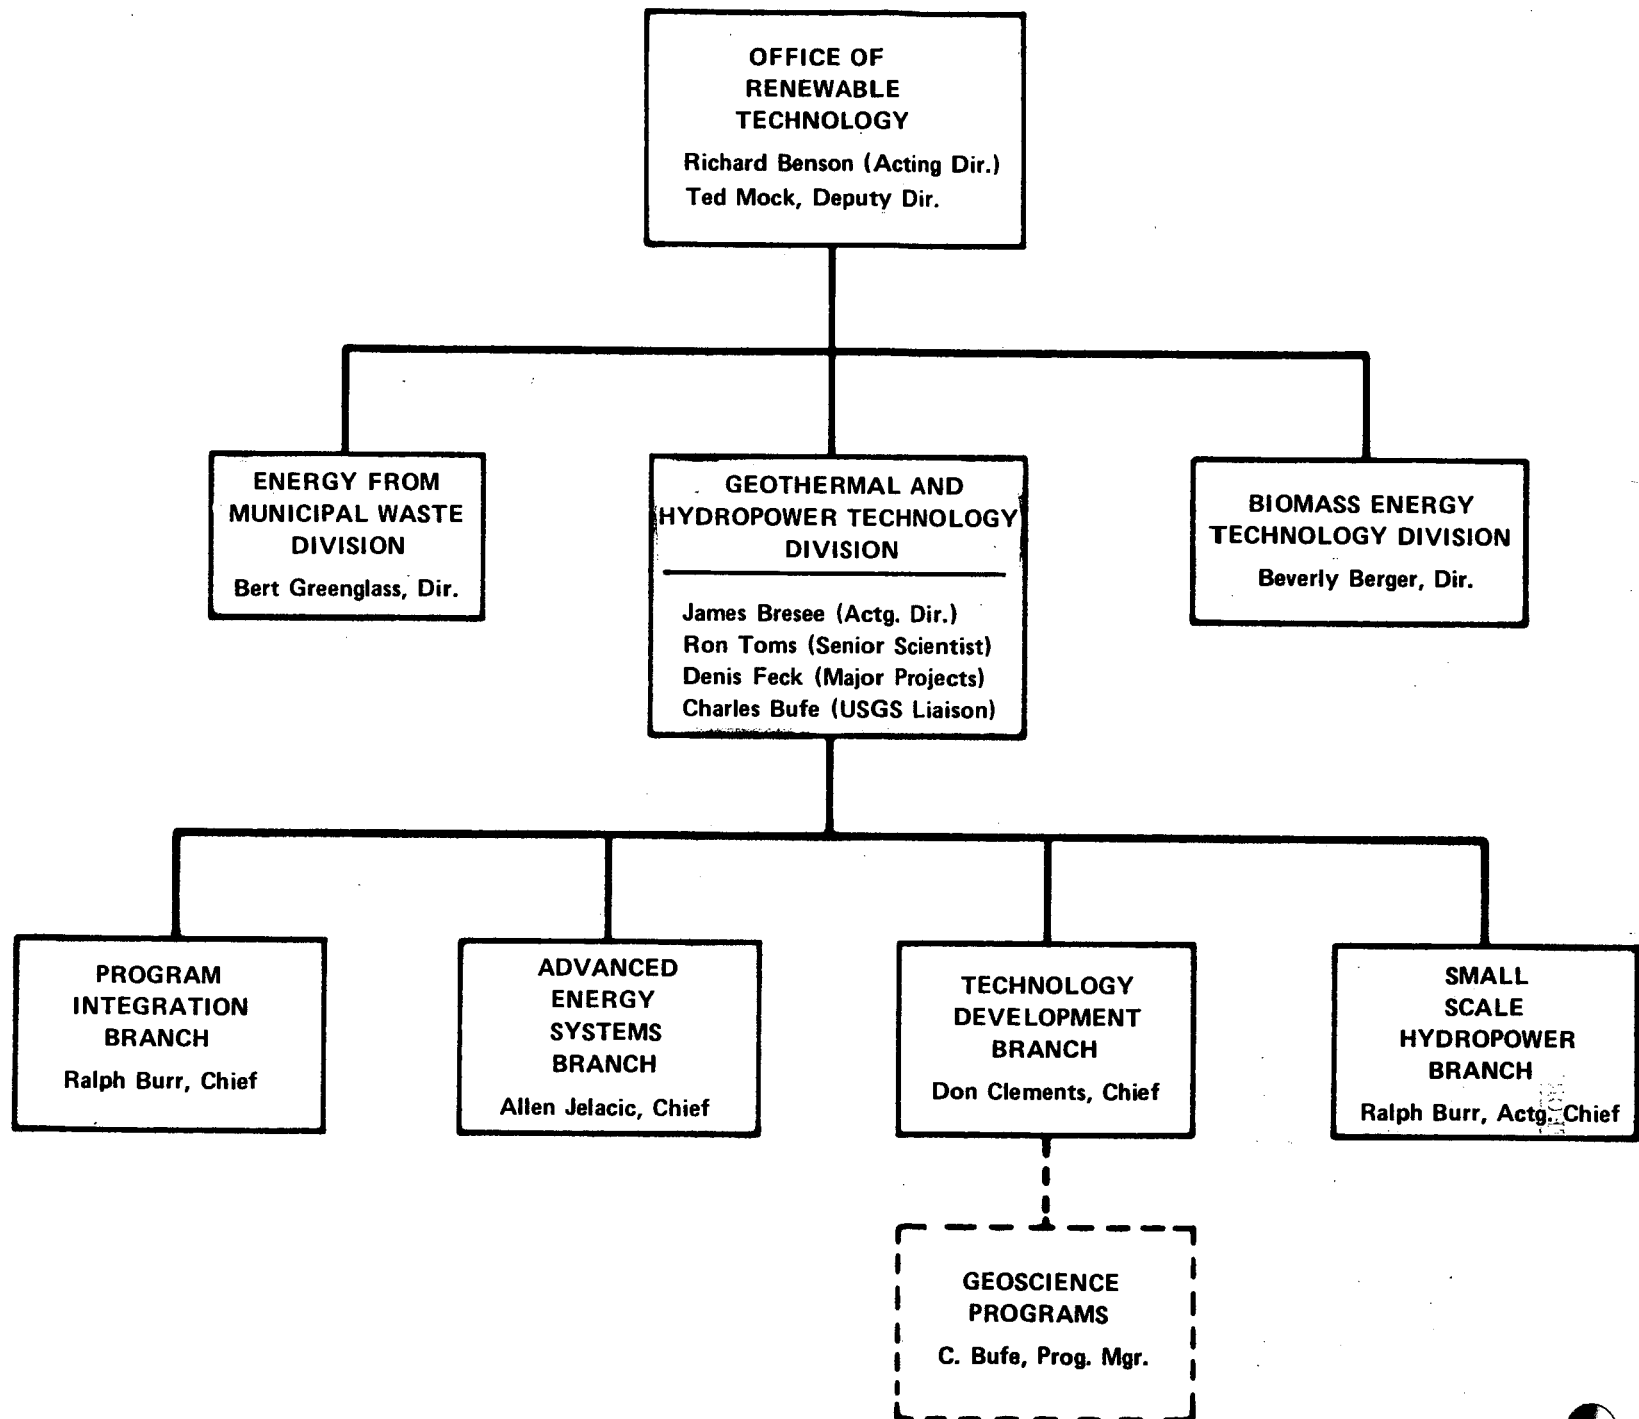 OFFICE OF
RENEWABLE
TECHNOLOGY
Richard Benson (Acting Dir.)
Ted Mock, Deputy Dir.
ENERGY FROM
MUNICIPAL WASTE
DIVISION
Bert Greenglass, Dir.
GEOTHERMAL AND
HYDROPOWER TECHNOLOGY
DIVISION
James Bresee (Actg. Dir.)
Ron Toms (Senior Scientist)
Denis Feck (Major Projects)
Charles Bufe (USGS Liaison)
BIOMASS ENERGY
TECHNOLOGY DIVISION
Beverly Berger, Dir.
PROGRAM
INTEGRATION
BRANCH
Ralph Burr, Chief
ADVANCED
ENERGY
SYSTEMS
BRANCH
Allen Jelacic, Chief
TECHNOLOGY
DEVELOPMENT
BRANCH
Don Clements, Chief
SMALL
SCALE
HYDROPOWER
BRANCH
Ralph Burr, Actg. Chief
GEOSCIENCE
PROGRAMS
C. Bufe, Prog. Mgr.